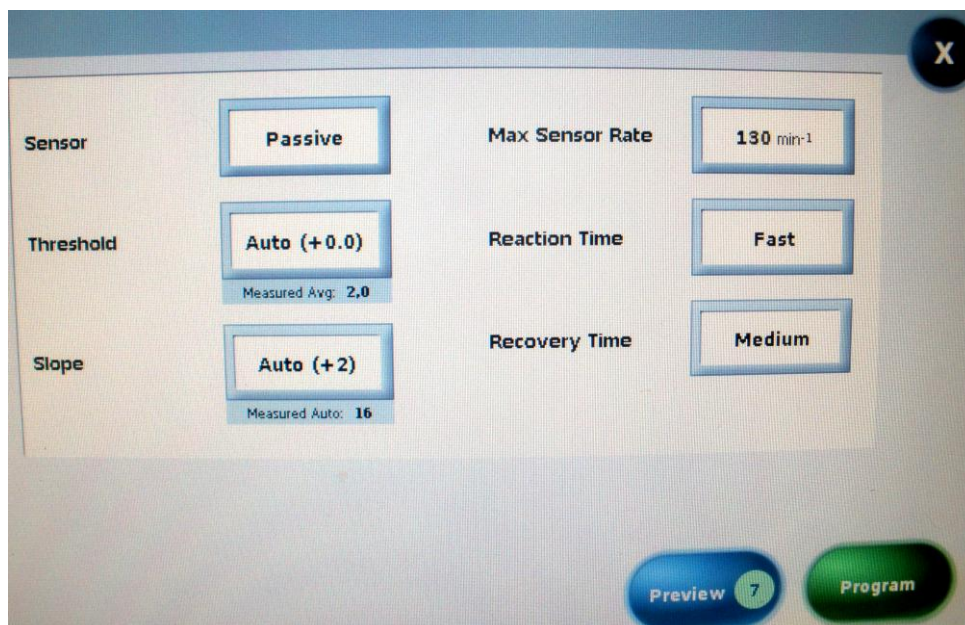 X
Sensor
Passive
Max Sensor Rate
130 min-1
Threshold
Auto (+0.0)
Measured Avg: 2,0
Reaction Time
Fast
Slope
Auto (+2)
Measured Auto: 16
Recovery Time
Medium
Preview 7
Program